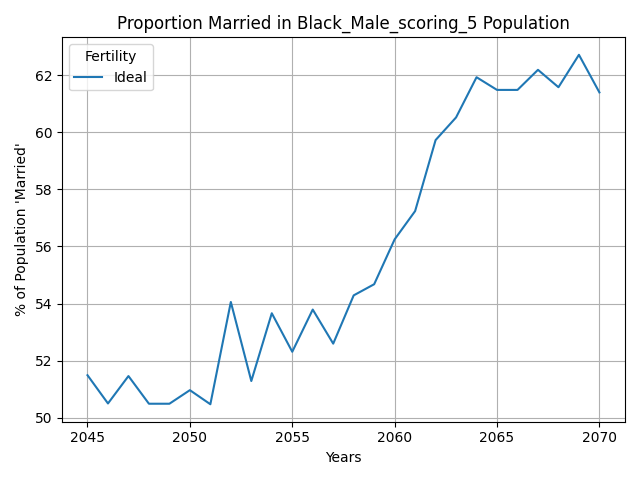 Proportion Married in Black_Male_scoring_5 Population
Fertility
Ideal
% of Population 'Married'
62
60
58
56
54
52
50
2045
2050
2055
2060
2065
2070
Years